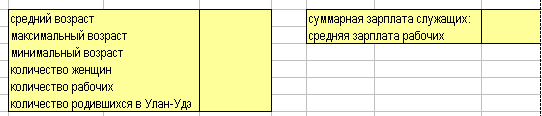 средний возраст
максимальный возраст
минимальный возраст
количество женщин
количество рабочих
количество родившихся в Улан-Удэ
суммарная зарплата служащих:
средняя зарплата рабочих